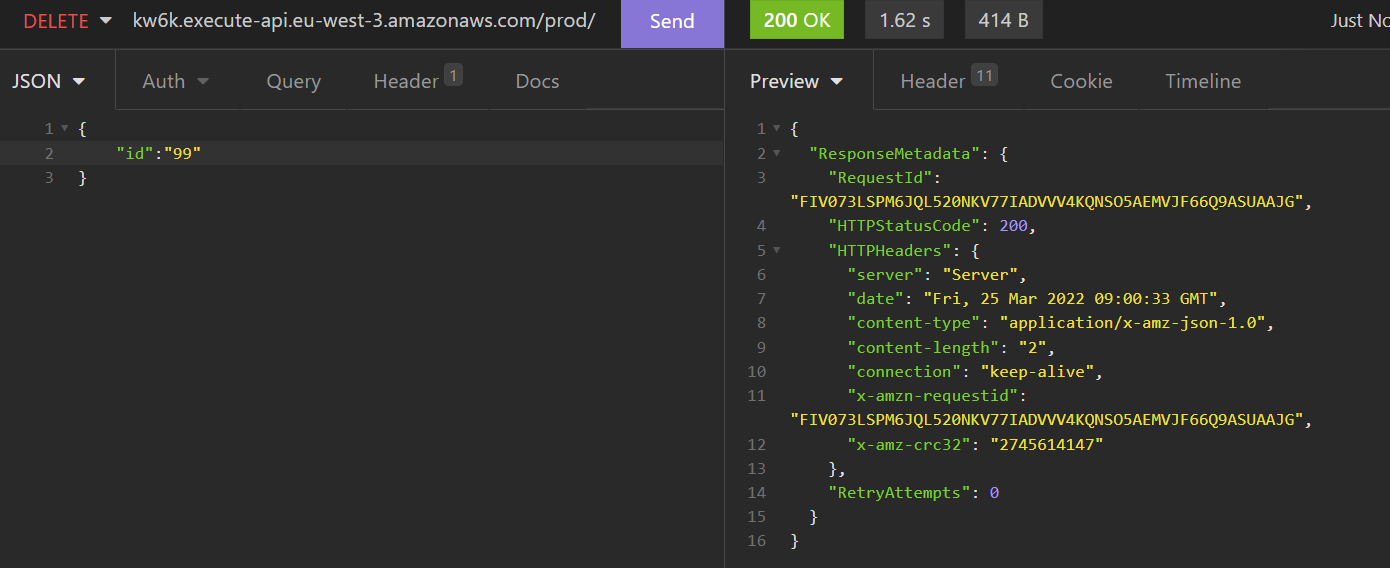 DELETE kw6k.execute-api.eu-west-3.amazonaws.com/prod/ Send 200 OK 1.62 s 414 B Just No
JSON Auth Query Header 1 Docs
1 {
2 "id":"99"
3 }
Preview Header 11 Cookie Timeline
1 {
2 "ResponseMetadata": {
3 "RequestId":
"FIV073LSPM6JQL520NKV77IADVVV4KQNSO5AEMVJF66Q9ASUAAJG",
4 "HTTPStatusCode": 200,
5 "HTTPHeaders": {
6 "server": "Server",
7 "date": "Fri, 25 Mar 2022 09:00:33 GMT",
8 "content-type": "application/x-amz-json-1.0",
9 "content-length": "2",
10 "connection": "keep-alive",
11 "x-amzn-requestid":
"FIV073LSPM6JQL520NKV77IADVVV4KQNSO5AEMVJF66Q9ASUAAJG",
12 "x-amz-crc32": "2745614147"
13 },
14 "RetryAttempts": 0
15 }
16 }